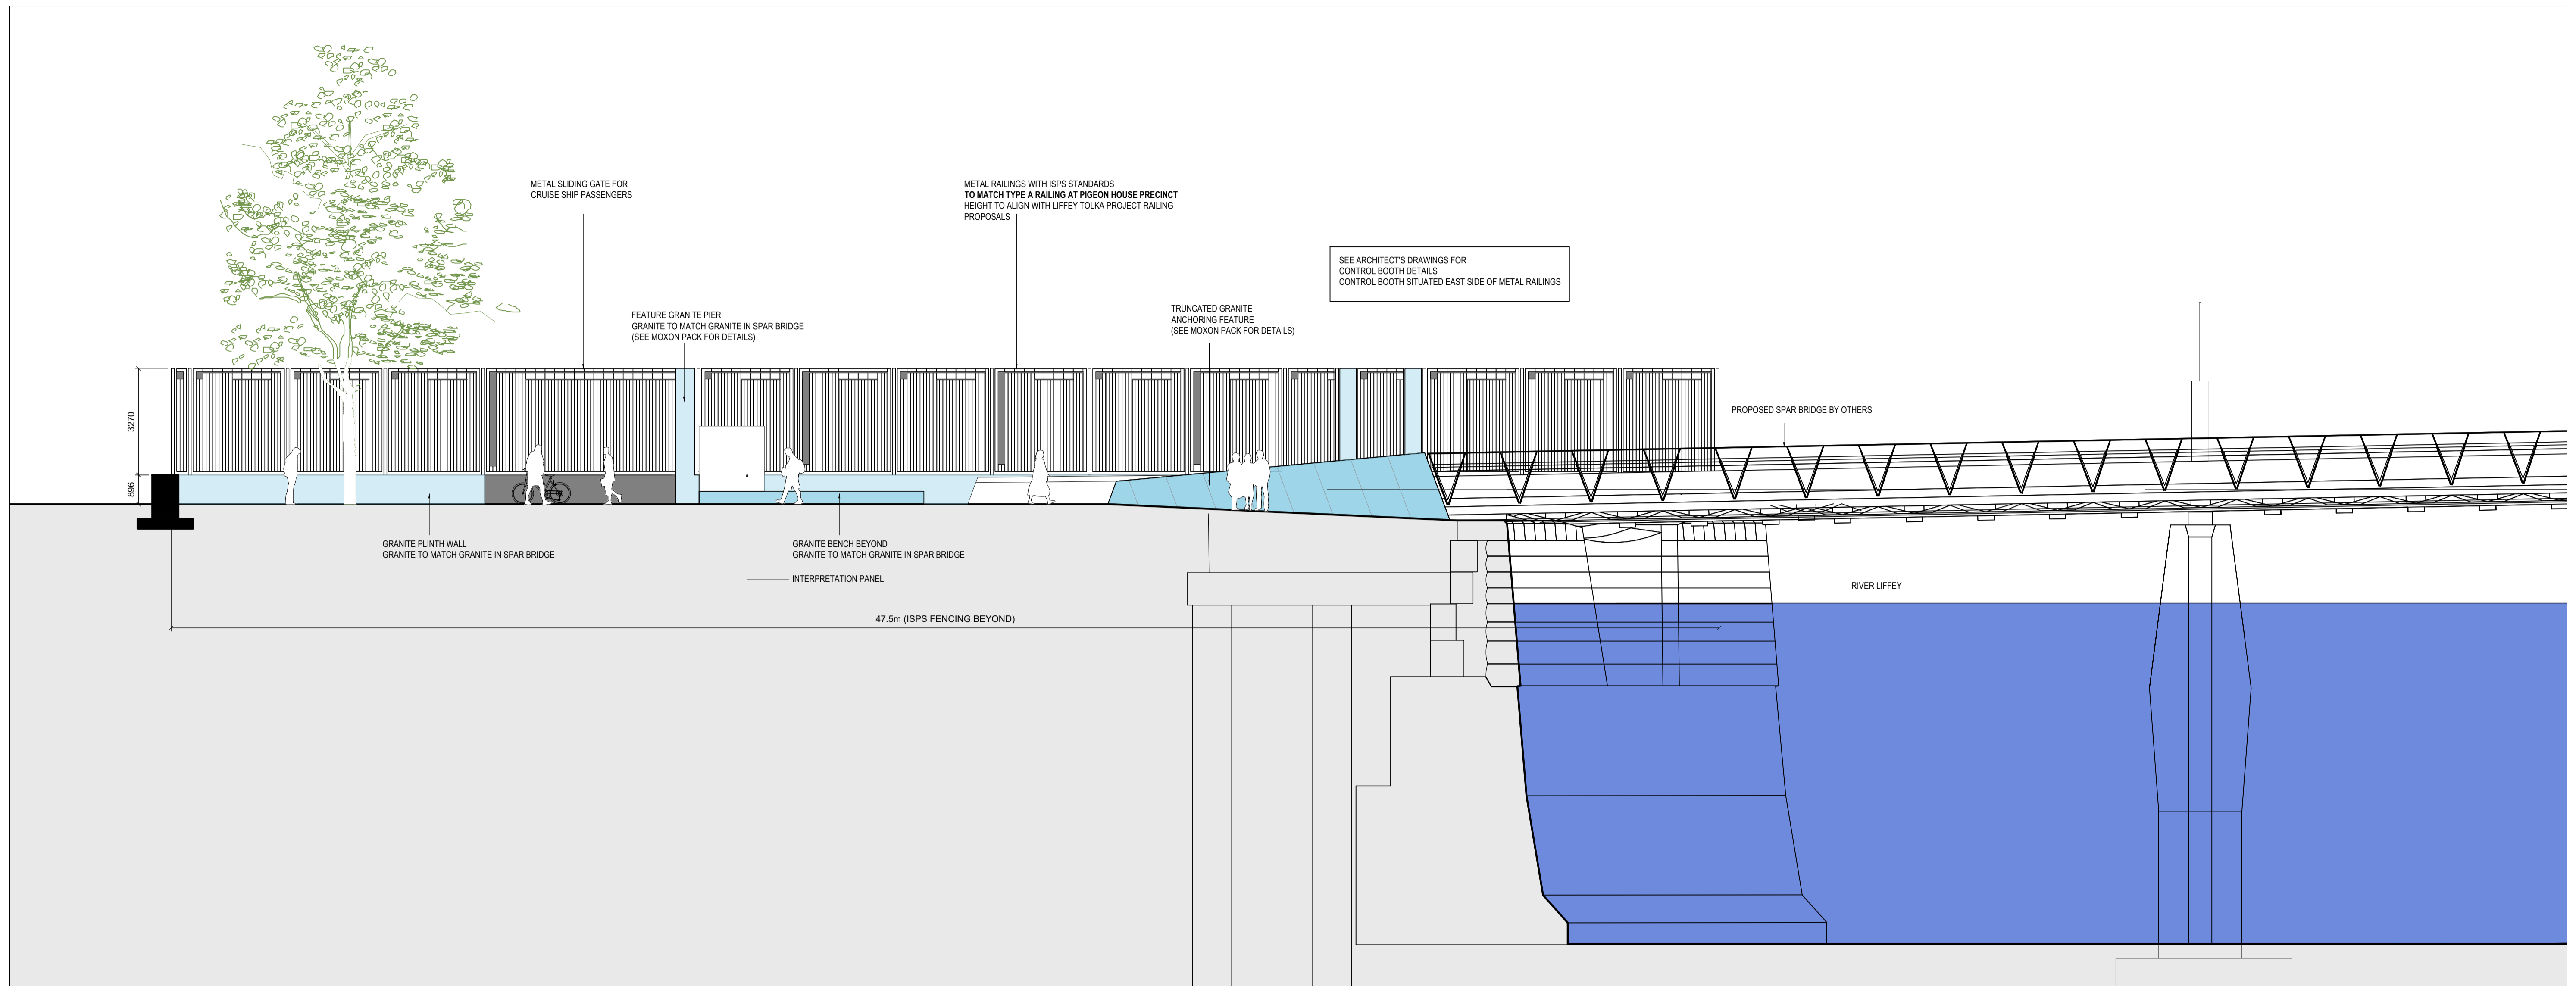 METAL SLIDING GATE FOR
CRUISE SHIP PASSENGERS
METAL RAILINGS WITH ISPS STANDARDS
TO MATCH TYPE A RAILING AT PIGEON HOUSE PRECINCT
HEIGHT TO ALIGN WITH LIFFEY TOLKA PROJECT RAILING
PROPOSALS
SEE ARCHITECT'S DRAWINGS FOR
CONTROL BOOTH DETAILS
CONTROL BOOTH SITUATED EAST SIDE OF METAL RAILINGS
FEATURE GRANITE PIER
GRANITE TO MATCH GRANITE IN SPAR BRIDGE
(SEE MOXON PACK FOR DETAILS)
TRUNCATED GRANITE
ANCHORING FEATURE
(SEE MOXON PACK FOR DETAILS)
PROPOSED SPAR BRIDGE BY OTHERS
3270
896
GRANITE PLINTH WALL
GRANITE TO MATCH GRANITE IN SPAR BRIDGE
GRANITE BENCH BEYOND
GRANITE TO MATCH GRANITE IN SPAR BRIDGE
INTERPRETATION PANEL
RIVER LIFFEY
47.5m (ISPS FENCING BEYOND)